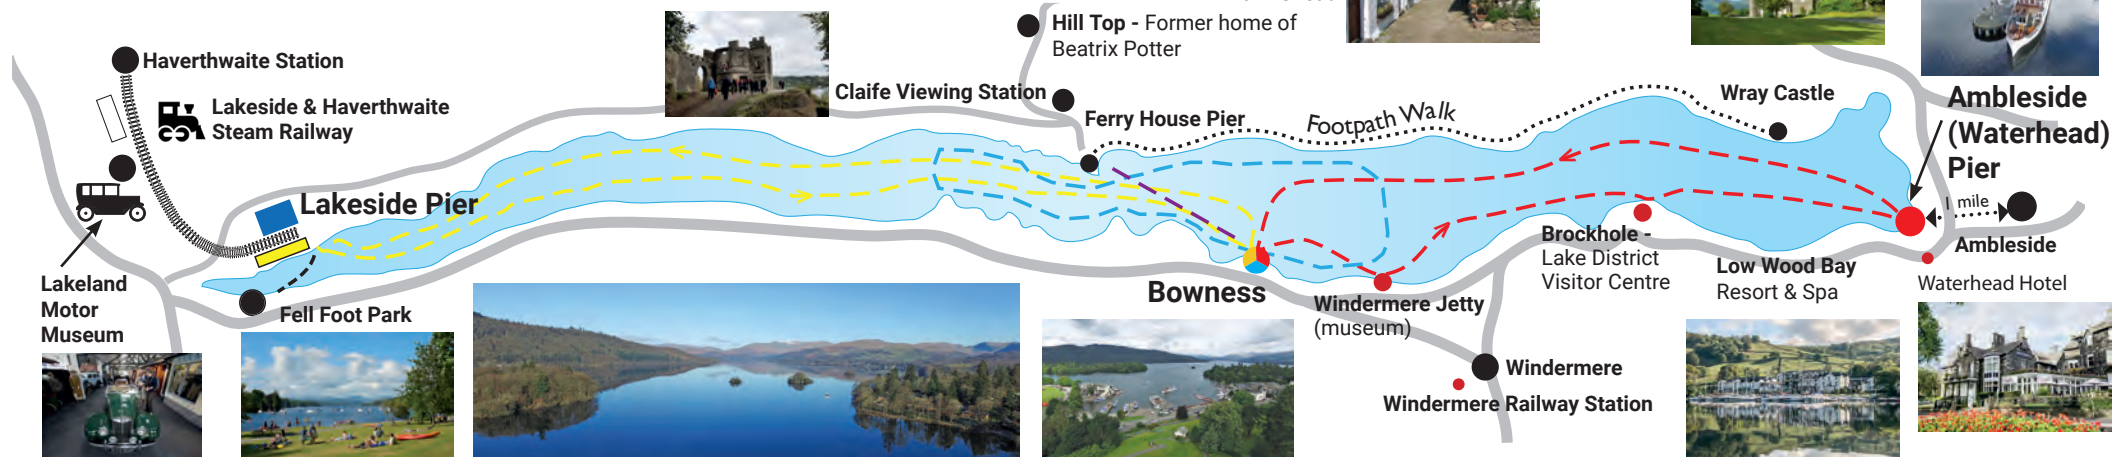 Hill Top - Former home of
Beatrix Potter
Haverthwaite Station
Lakeside & Haverthwaite
Steam Railway
Claife Viewing Station
Ferry House Pier
Footpath Walk
Wray Castle
Ambleside
(Waterhead)
Pier
1 mile
Ambleside
Lakeside Pier
Lakeland
Motor
Museum
Fell Foot Park
Bowness
Windermere Jetty
(museum)
Brockhole -
Lake District
Visitor Centre
Low Wood Bay
Resort & Spa
Waterhead Hotel
Windermere
Windermere Railway Station